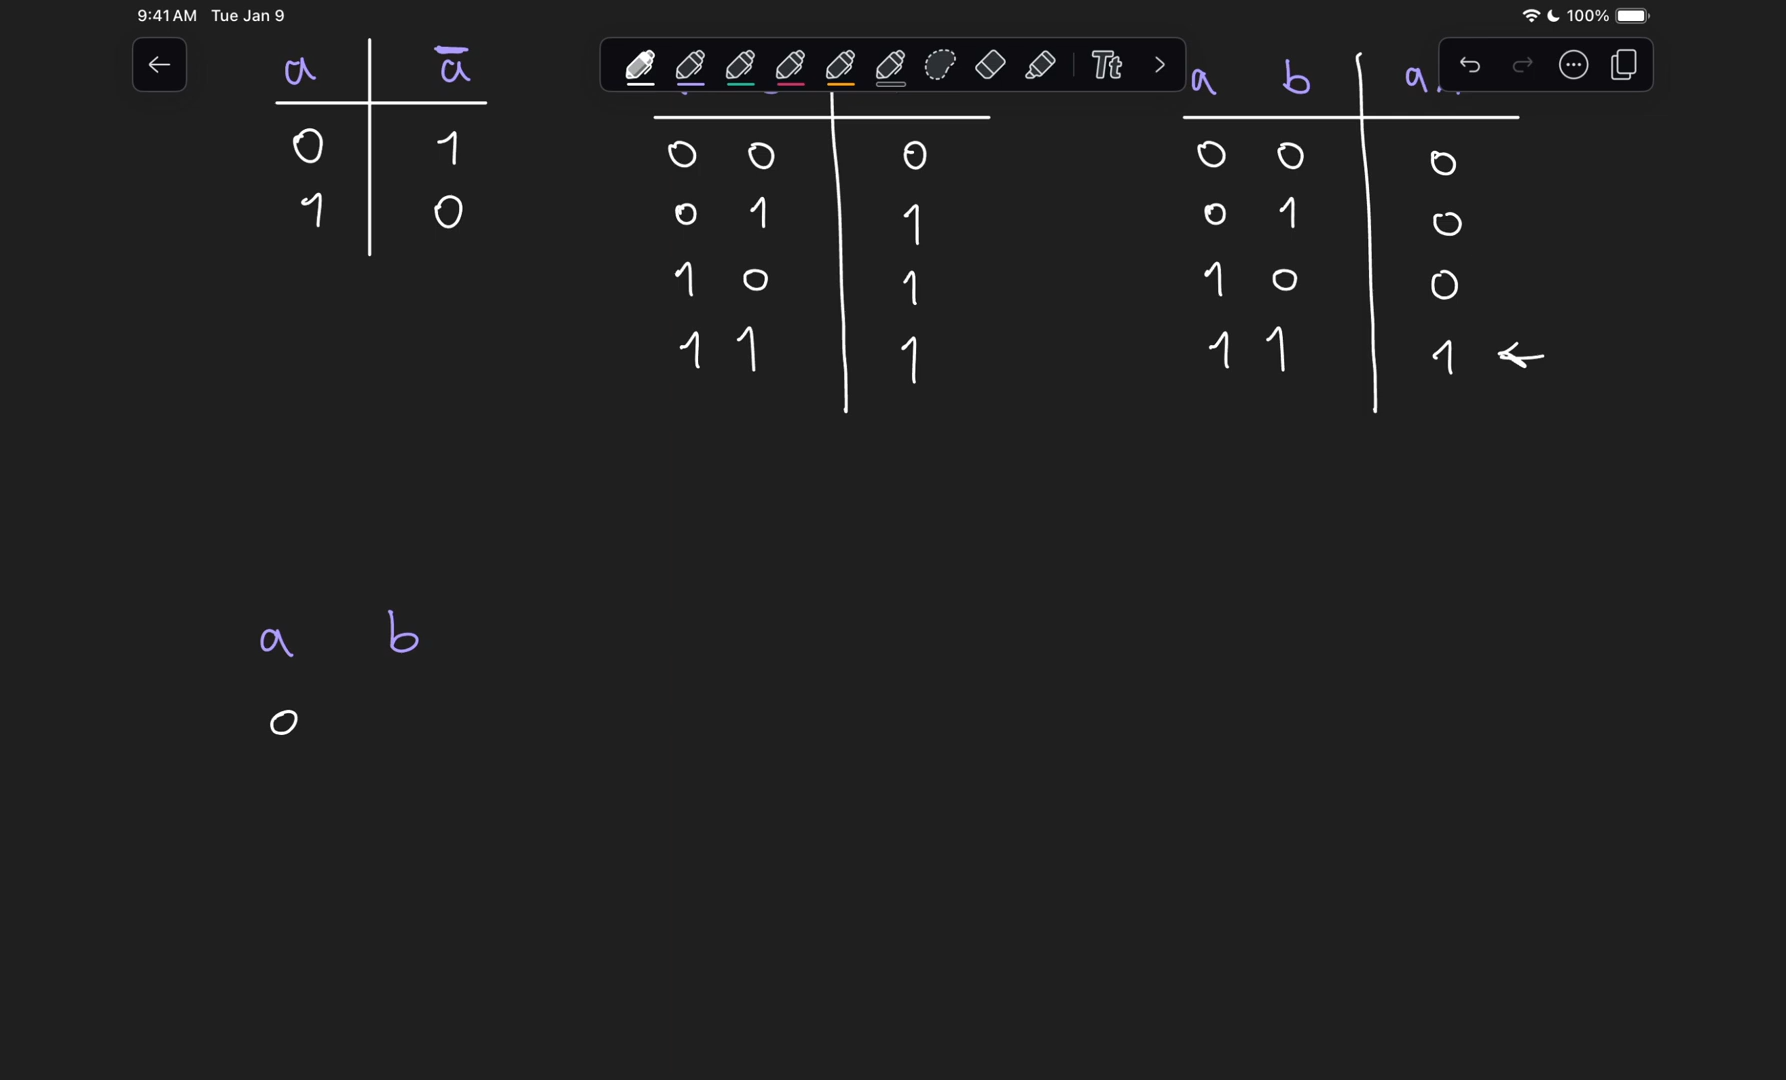 9:41 AM Tue Jan 9
100%
Tt
a a̅
0 1
1 0
0 0 0
0 1 1
1 0 1
1 1 1
a b a
0 0 0
0 1 0
1 0 0
1 1 1 ←
a b
0